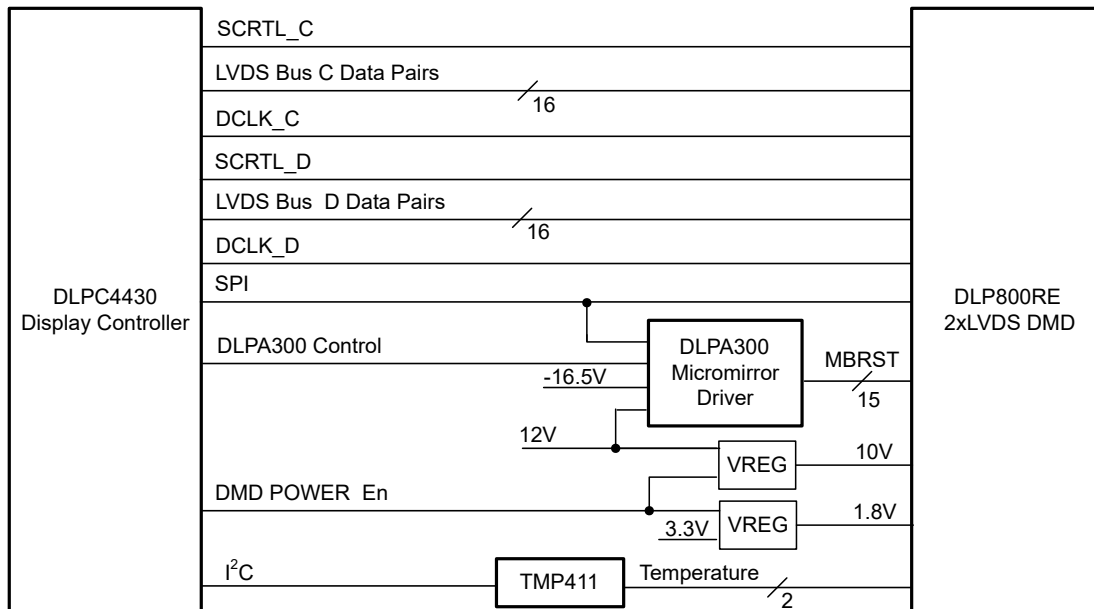 SCRTL_C
LVDS Bus C Data Pairs
16
DCLK_C
SCRTL_D
LVDS Bus  D Data Pairs
16
DCLK_D
SPI
DLPC4430
Display Controller
DLP800RE
2xLVDS DMD
DLPA300 Control
DLPA300
Micromirror
Driver
MBRST
15
-16.5V
12V
VREG
10V
DMD POWER  En
3.3V
VREG
1.8V
I²C
TMP411
Temperature
2